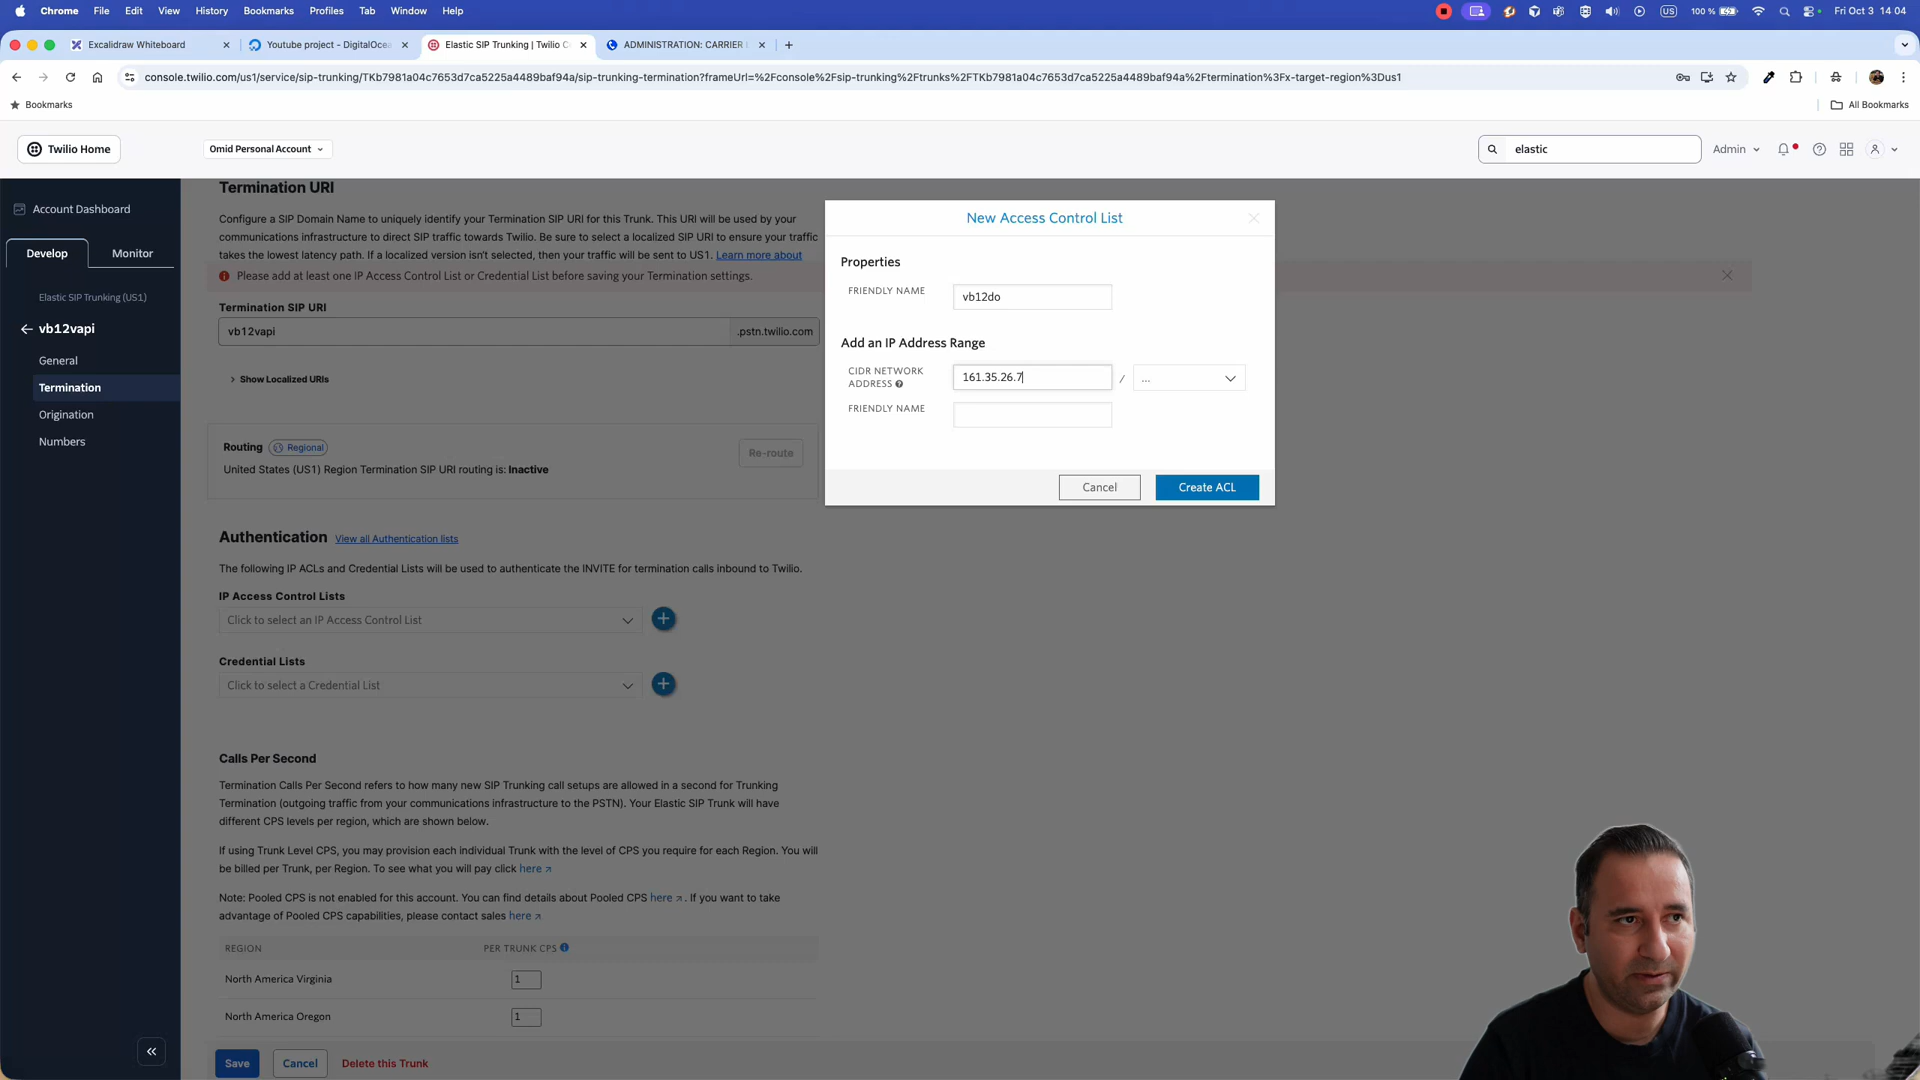 Chrome File Edit View History Bookmarks Profiles Tab Window Help
US 100 % Fri Oct 3 14 04
Excalidraw Whiteboard
Youtube project - DigitalOcea
Elastic SIP Trunking | Twilio C
ADMINISTRATION: CARRIER
console.twilio.com/us1/service/sip-trunking/TKb7981a04c7653d7ca5225a4489baf94a/sip-trunking-termination?frameUrl=%2Fconsole%2Fsip-trunking%2Ftrunks%2FTKb7981a04c7653d7ca5225a4489baf94a%2Ftermination%3Fx-target-region%3Dus1
Bookmarks
All Bookmarks
Twilio Home
Omid Personal Account
elastic
Admin
Account Dashboard
Develop
Monitor
Elastic SIP Trunking (US1)
vb12vapi
General
Termination
Origination
Numbers
Termination URI
Configure a SIP Domain Name to uniquely identify your Termination SIP URI for this Trunk. This URI will be used by your
communications infrastructure to direct SIP traffic towards Twilio. Be sure to select a localized SIP URI to ensure your traffic
takes the lowest latency path. If a localized version isn't selected, then your traffic will be sent to US1. Learn more about
Please add at least one IP Access Control List or Credential List before saving your Termination settings.
Termination SIP URI
vb12vapi
.pstn.twilio.com
Show Localized URIs
Routing Regional
Re-route
United States (US1) Region Termination SIP URI routing is: Inactive
Authentication View all Authentication lists
The following IP ACLs and Credential Lists will be used to authenticate the INVITE for termination calls inbound to Twilio.
IP Access Control Lists
Click to select an IP Access Control List
Credential Lists
Click to select a Credential List
Calls Per Second
Termination Calls Per Second refers to how many new SIP Trunking call setups are allowed in a second for Trunking
Termination (outgoing traffic from your communications infrastructure to the PSTN). Your Elastic SIP Trunk will have
different CPS levels per region, which are shown below.
If using Trunk Level CPS, you may provision each individual Trunk with the level of CPS you require for each Region. You will
be billed per Trunk, per Region. To see what you will pay click here
Note: Pooled CPS is not enabled for this account. You can find details about Pooled CPS here . If you want to take
advantage of Pooled CPS capabilities, please contact sales here
REGION PER TRUNK CPS
North America Virginia 1
North America Oregon 1
Save
Cancel
Delete this Trunk
New Access Control List
Properties
FRIENDLY NAME
vb12do
Add an IP Address Range
CIDR NETWORK
ADDRESS
161.35.26.7
/
...
FRIENDLY NAME
Cancel
Create ACL